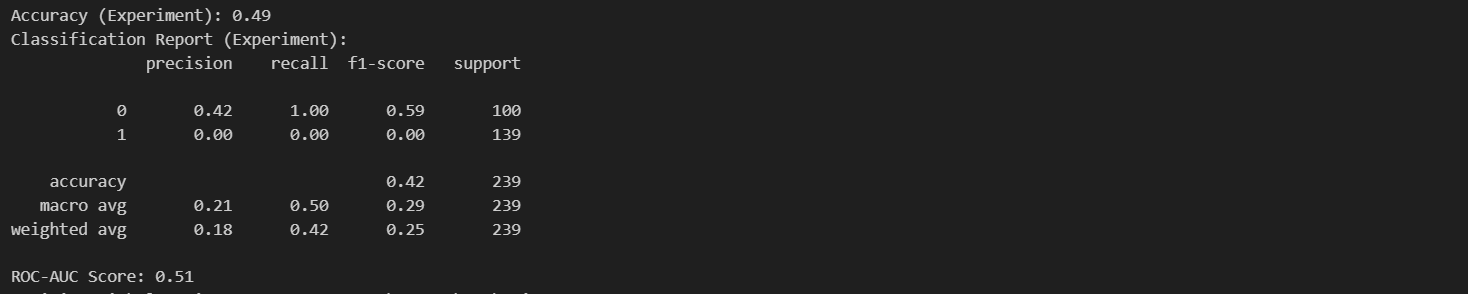 Accuracy (Experiment): 0.49
Classification Report (Experiment):
precision recall f1-score support
0 0.42 1.00 0.59 100
1 0.00 0.00 0.00 139
accuracy 0.42 239
macro avg 0.21 0.50 0.29 239
weighted avg 0.18 0.42 0.25 239
ROC-AUC Score: 0.51